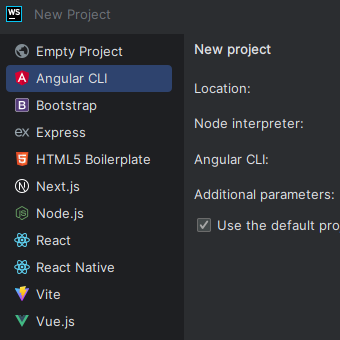 WS New Project
Empty Project
Angular CLI
Bootstrap
ex Express
HTML5 Boilerplate
Next.js
Node.js
React
React Native
Vite
Vue.js
New project
Location:
Node interpreter:
Angular CLI:
Additional parameters:
Use the default pro